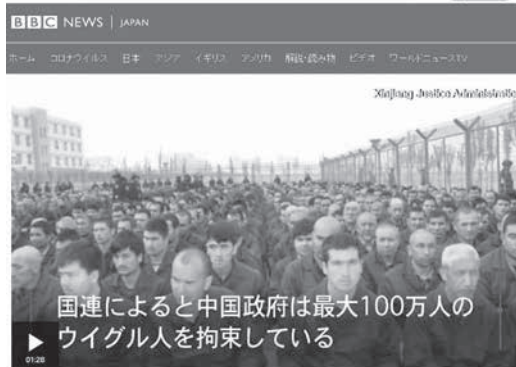 BBC NEWS | JAPAN
ホーム コロナウイルス 日本 アジア イギリス アメリカ 解説・読み物 ビデオ ワールドニュースTV
Xinjiang Justice Administratio
国連によると中国政府は最大100万人の
ウイグル人を拘束している
01:28